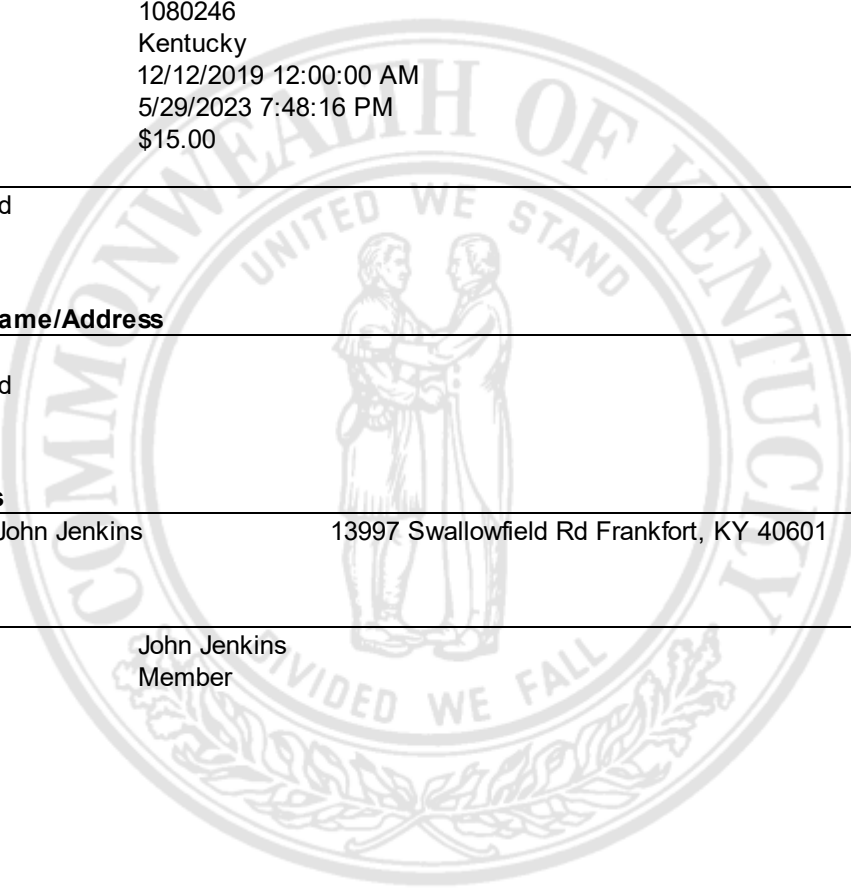 1080246
Kentucky
12/12/2019 12:00:00 AM
5/29/2023 7:48:16 PM
$15.00
d
ame/Address
d
s
John Jenkins 13997 Swallowfield Rd Frankfort, KY 40601
John Jenkins
Member
COMMONWEALTH OF KENTUCKY
UNITED WE STAND
DIVIDED WE FALL